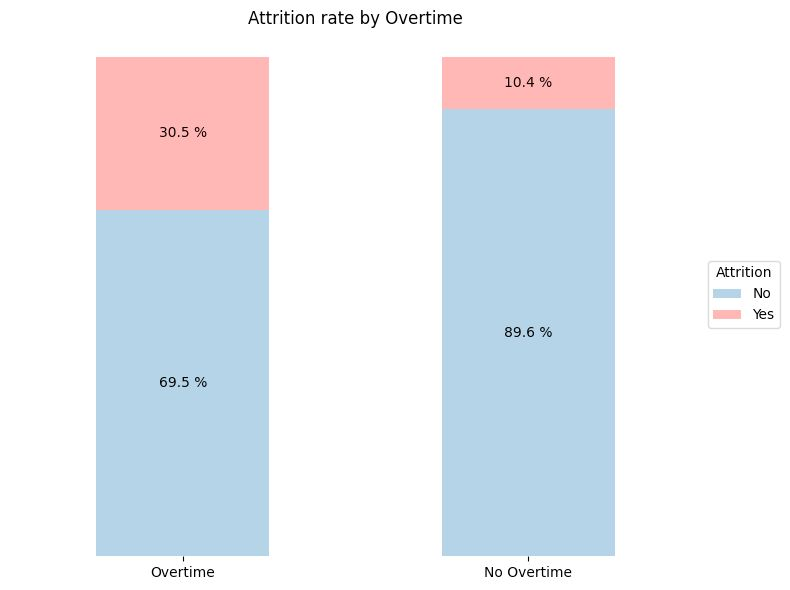 Attrition rate by Overtime
30.5 %
10.4 %
69.5 %
89.6 %
Overtime
No Overtime
Attrition
No
Yes